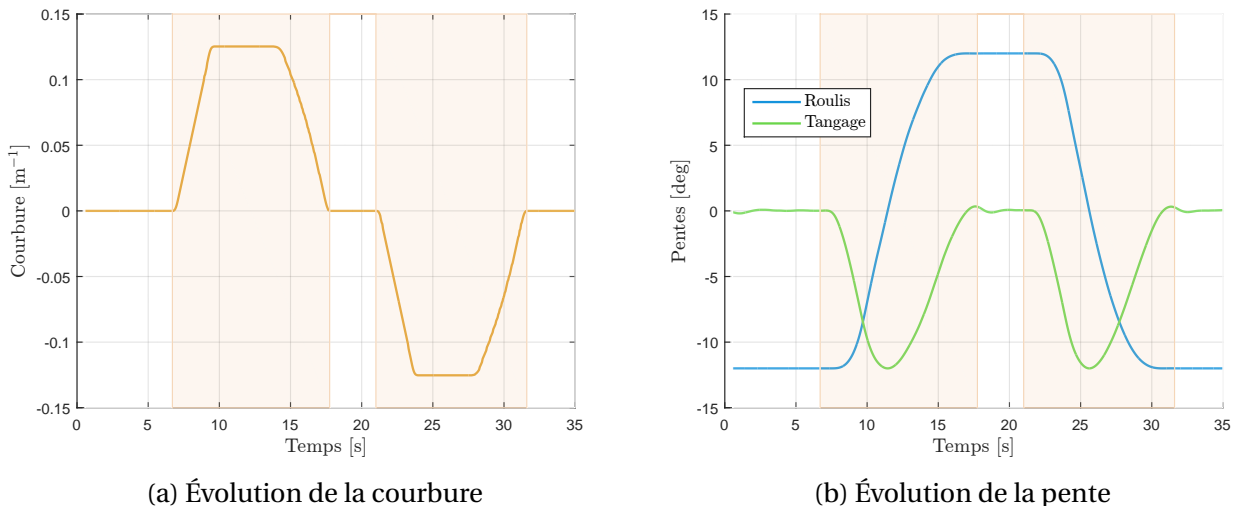 0.15
0.1
0.05
0
-0.05
-0.1
-0.15
Courbure [m⁻¹]
0 5 10 15 20 25 30 35
Temps [s]
(a) Évolution de la courbure
15
10
5
0
-5
-10
-15
Pentes [deg]
Roulis
Tangage
0 5 10 15 20 25 30 35
Temps [s]
(b) Évolution de la pente